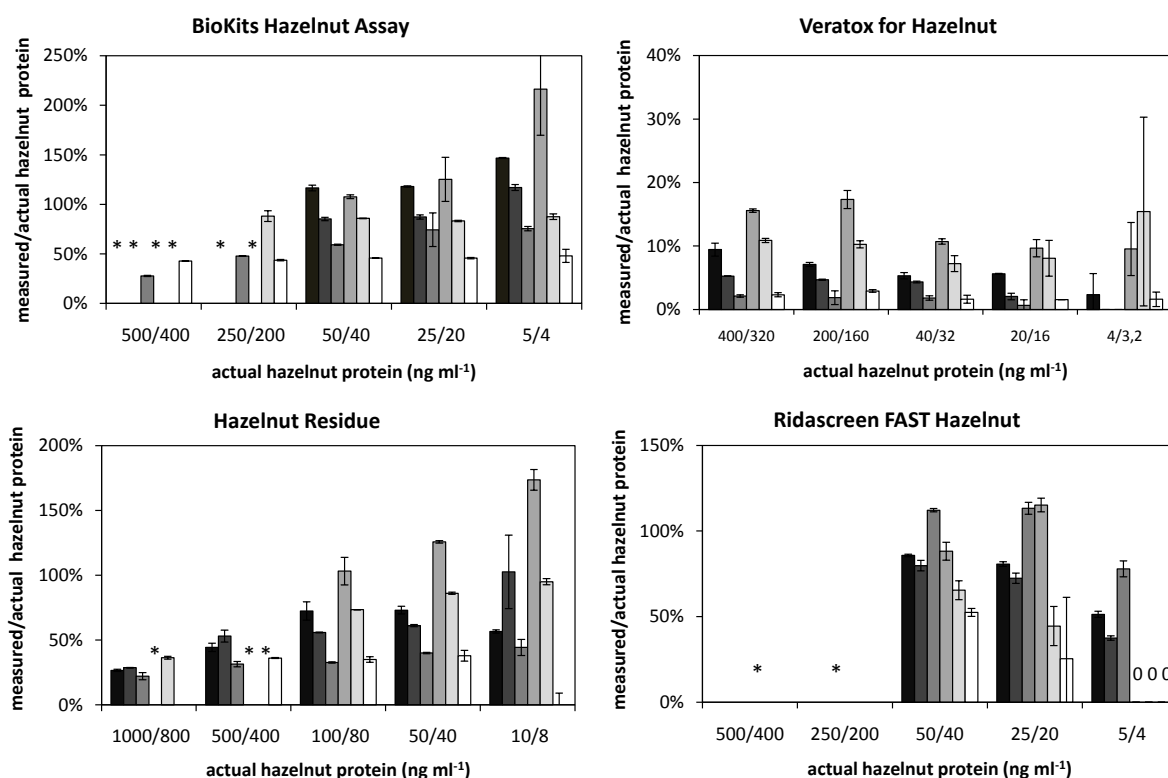 BioKits Hazelnut Assay
measured/actual hazelnut protein
250%
200%
150%
100%
50%
0%
* * * *
* *
500/400 250/200 50/40 25/20 5/4
actual hazelnut protein (ng ml-1)
Veratox for Hazelnut
measured/actual hazelnut protein
40%
30%
20%
10%
0%
400/320 200/160 40/32 20/16 4/3,2
actual hazelnut protein (ng ml-1)
Hazelnut Residue
measured/actual hazelnut protein
200%
150%
100%
50%
0%
*
* *
1000/800 500/400 100/80 50/40 10/8
actual hazelnut protein (ng ml-1)
Ridascreen FAST Hazelnut
measured/actual hazelnut protein
150%
100%
50%
0%
* *
0 0 0
500/400 250/200 50/40 25/20 5/4
actual hazelnut protein (ng ml-1)